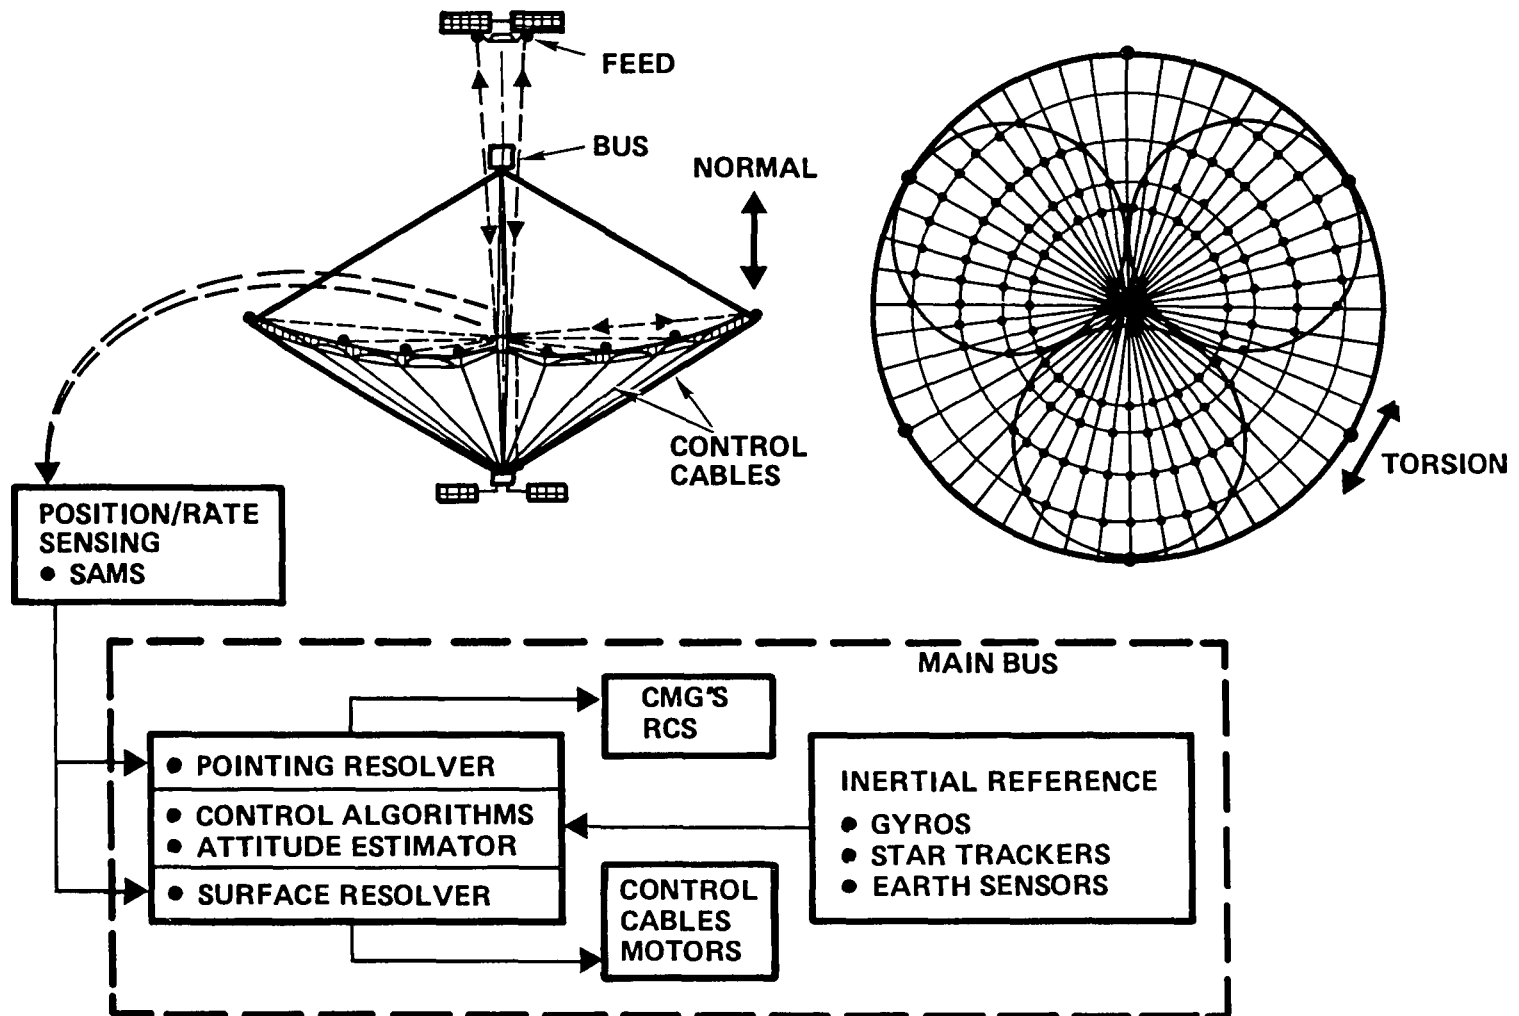 FEED
BUS
NORMAL
CONTROL
CABLES
TORSION
POSITION/RATE
SENSING
● SAMS
MAIN BUS
CMG'S
RCS
● POINTING RESOLVER
● CONTROL ALGORITHMS
● ATTITUDE ESTIMATOR
● SURFACE RESOLVER
INERTIAL REFERENCE
● GYROS
● STAR TRACKERS
● EARTH SENSORS
CONTROL
CABLES
MOTORS